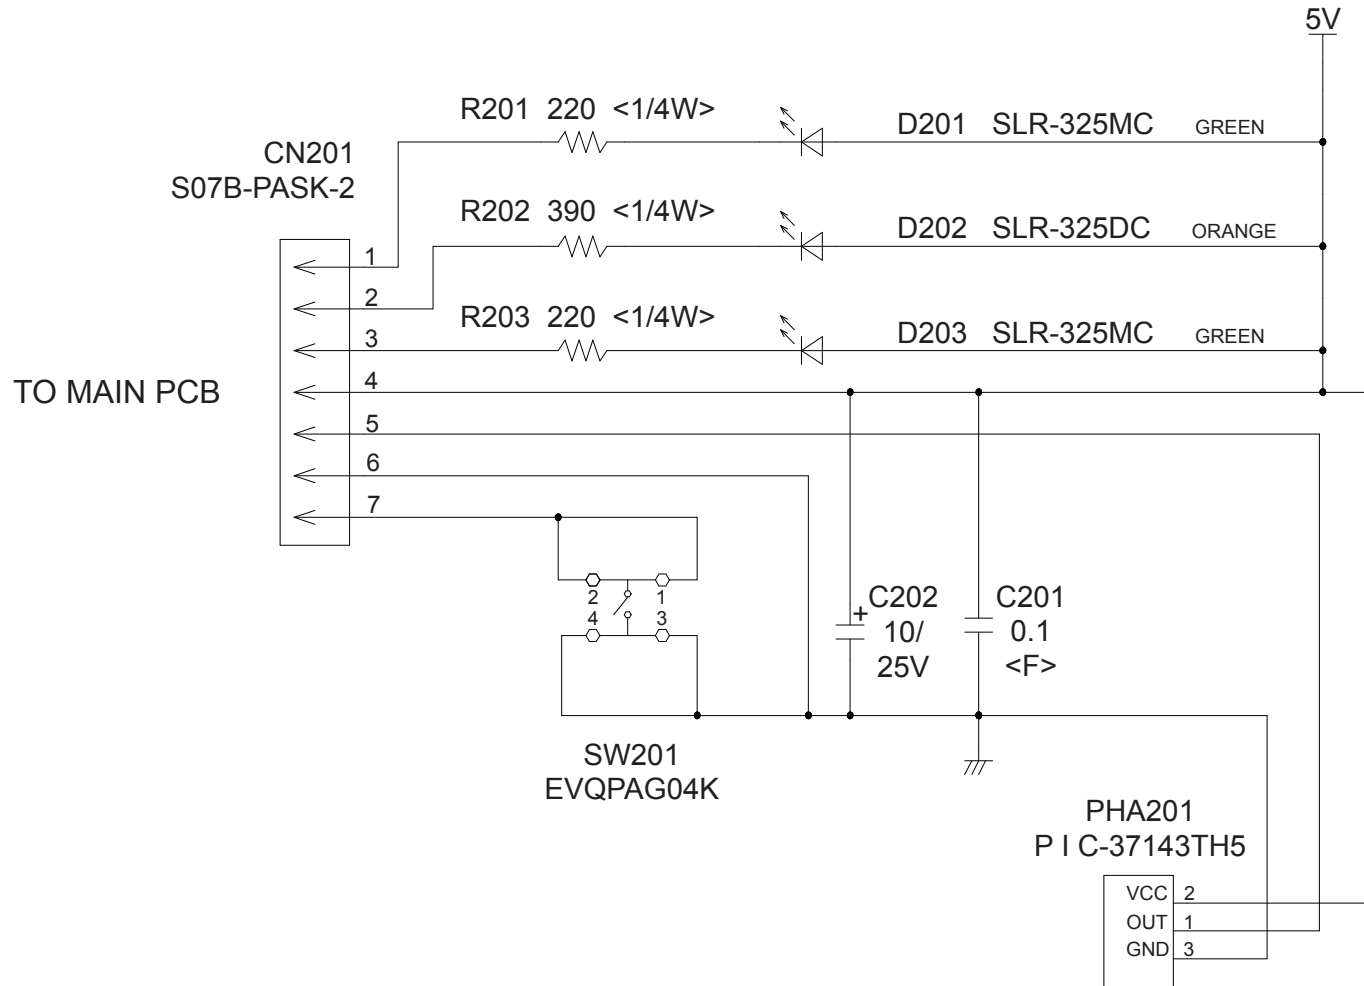 5V
R201 220 <1/4W>
D201 SLR-325MC GREEN
CN201
S07B-PASK-2
R202 390 <1/4W>
D202 SLR-325DC ORANGE
1
2
R203 220 <1/4W>
D203 SLR-325MC GREEN
3
TO MAIN PCB
4
5
6
7
2 1
4 3
+
C202
10/
25V
C201
0.1
<F>
SW201
EVQPAG04K
PHA201
P I C-37143TH5
VCC 2
OUT 1
GND 3